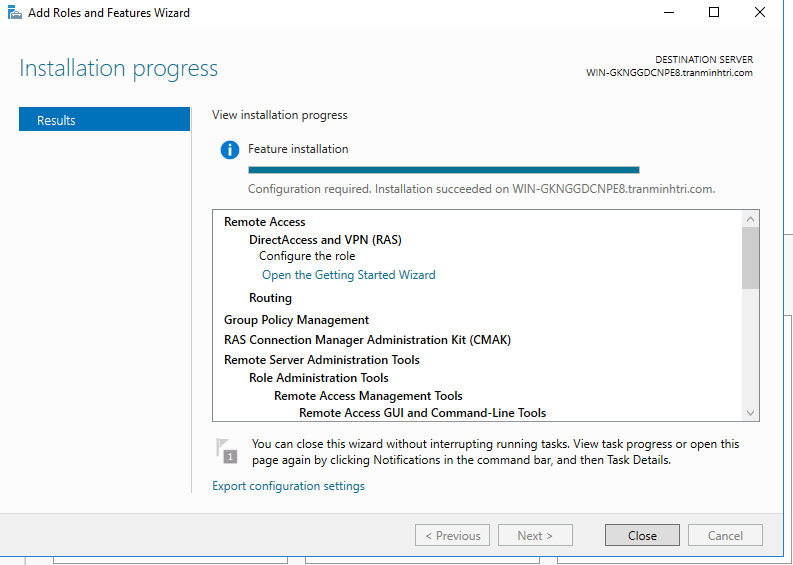 Add Roles and Features Wizard
Installation progress
DESTINATION SERVER
WIN-GKNGGDCNPE8.tranminhtri.com
Results
View installation progress
Feature installation
Configuration required. Installation succeeded on WIN-GKNGGDCNPE8.tranminhtri.com.
Remote Access
DirectAccess and VPN (RAS)
Configure the role
Open the Getting Started Wizard
Routing
Group Policy Management
RAS Connection Manager Administration Kit (CMAK)
Remote Server Administration Tools
Role Administration Tools
Remote Access Management Tools
Remote Access GUI and Command-Line Tools
1
You can close this wizard without interrupting running tasks. View task progress or open this
page again by clicking Notifications in the command bar, and then Task Details.
Export configuration settings
< Previous
Next >
Close
Cancel